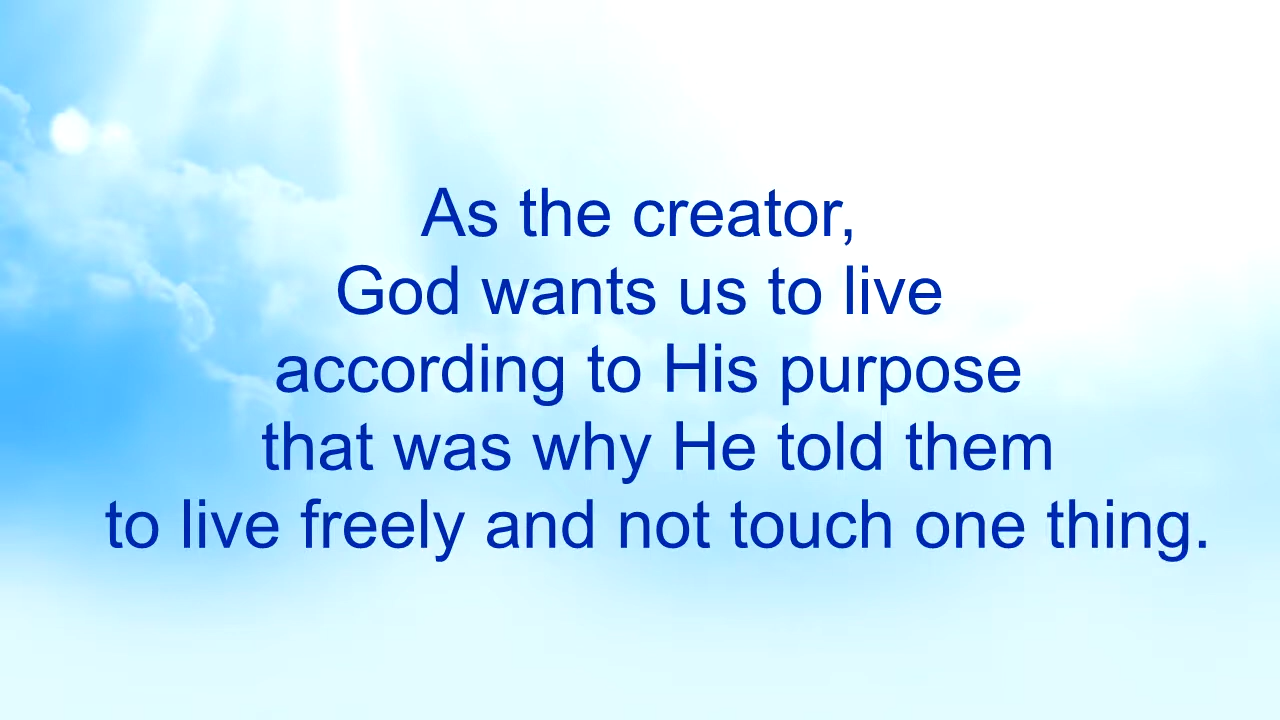 As the creator,
God wants us to live
according to His purpose
that was why He told them
to live freely and not touch one thing.